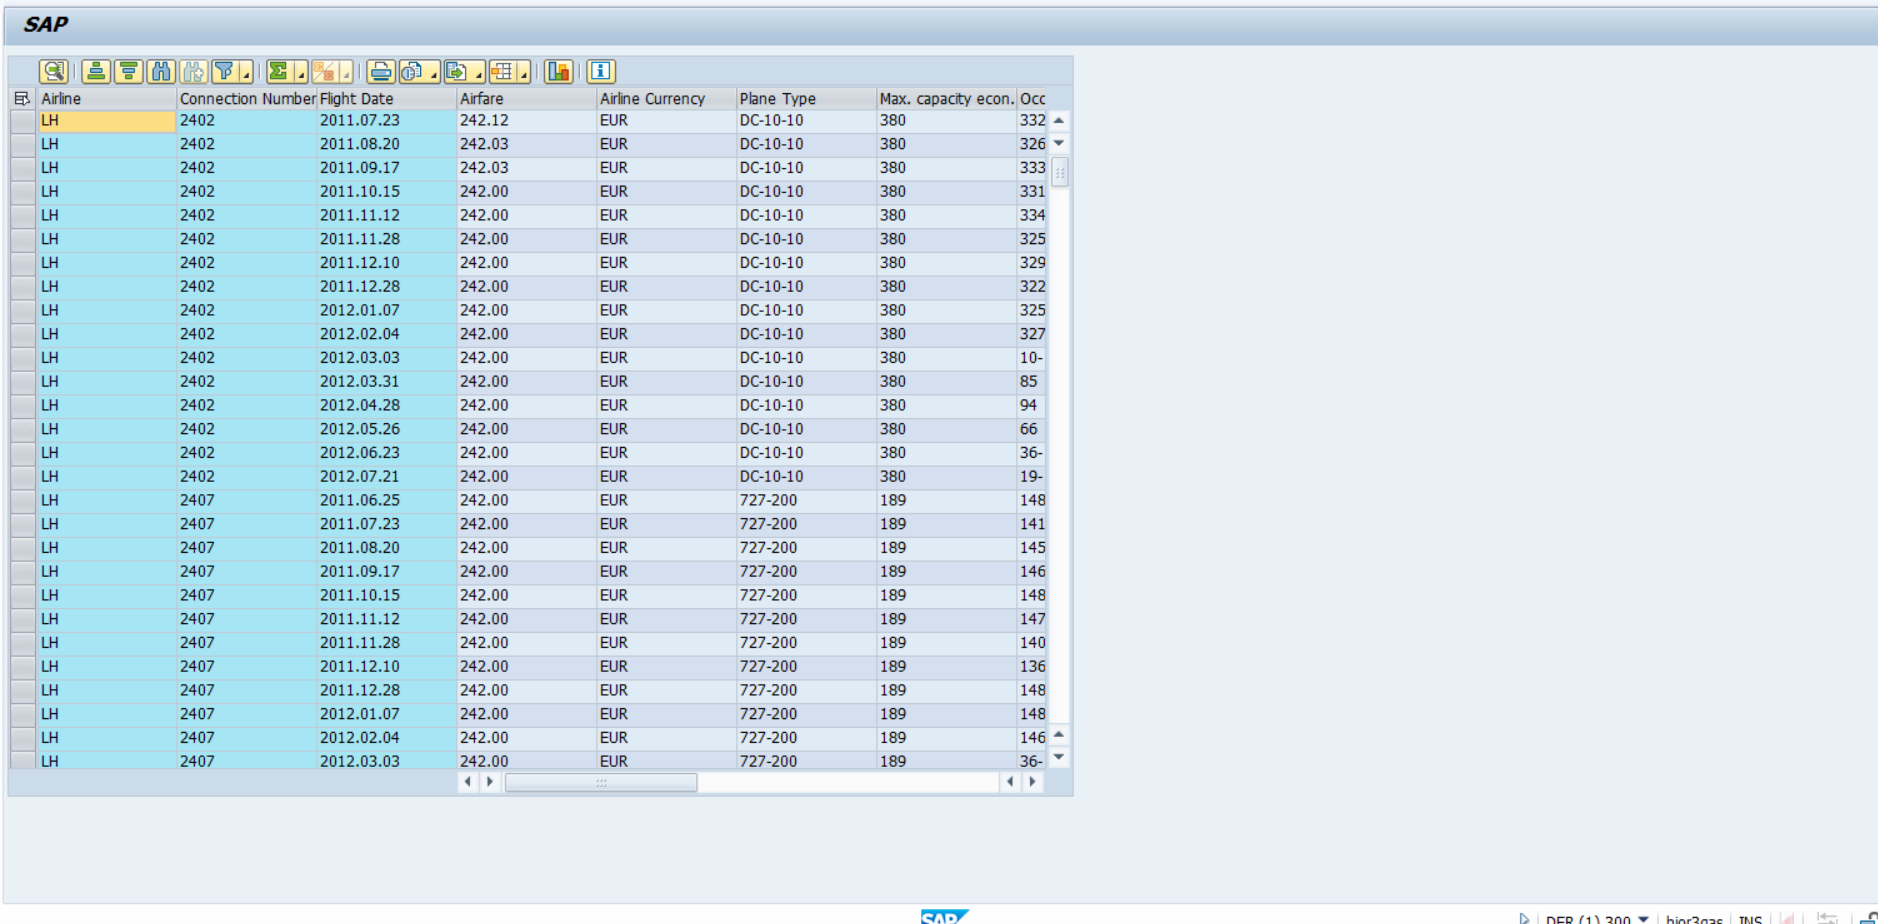 SAP
Airline Connection Number Flight Date Airfare Airline Currency Plane Type Max. capacity econ. Occ
LH 2402 2011.07.23 242.12 EUR DC-10-10 380 332
LH 2402 2011.08.20 242.03 EUR DC-10-10 380 326
LH 2402 2011.09.17 242.03 EUR DC-10-10 380 333
LH 2402 2011.10.15 242.00 EUR DC-10-10 380 331
LH 2402 2011.11.12 242.00 EUR DC-10-10 380 334
LH 2402 2011.11.28 242.00 EUR DC-10-10 380 325
LH 2402 2011.12.10 242.00 EUR DC-10-10 380 329
LH 2402 2011.12.28 242.00 EUR DC-10-10 380 322
LH 2402 2012.01.07 242.00 EUR DC-10-10 380 325
LH 2402 2012.02.04 242.00 EUR DC-10-10 380 327
LH 2402 2012.03.03 242.00 EUR DC-10-10 380 10-
LH 2402 2012.03.31 242.00 EUR DC-10-10 380 85
LH 2402 2012.04.28 242.00 EUR DC-10-10 380 94
LH 2402 2012.05.26 242.00 EUR DC-10-10 380 66
LH 2402 2012.06.23 242.00 EUR DC-10-10 380 36-
LH 2402 2012.07.21 242.00 EUR DC-10-10 380 19-
LH 2407 2011.06.25 242.00 EUR 727-200 189 148
LH 2407 2011.07.23 242.00 EUR 727-200 189 141
LH 2407 2011.08.20 242.00 EUR 727-200 189 145
LH 2407 2011.09.17 242.00 EUR 727-200 189 146
LH 2407 2011.10.15 242.00 EUR 727-200 189 148
LH 2407 2011.11.12 242.00 EUR 727-200 189 147
LH 2407 2011.11.28 242.00 EUR 727-200 189 140
LH 2407 2011.12.10 242.00 EUR 727-200 189 136
LH 2407 2011.12.28 242.00 EUR 727-200 189 148
LH 2407 2012.01.07 242.00 EUR 727-200 189 148
LH 2407 2012.02.04 242.00 EUR 727-200 189 146
LH 2407 2012.03.03 242.00 EUR 727-200 189 36-
SAP (1) 300 INS